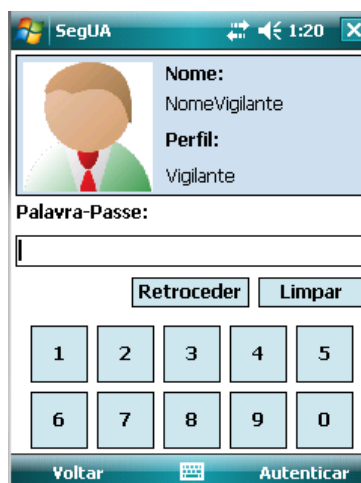 SegUA 1:20
Nome:
NomeVigilante
Perfil:
Vigilante
Palavra-Passe:
Retroceder Limpar
1 2 3 4 5
6 7 8 9 0
Voltar Autenticar